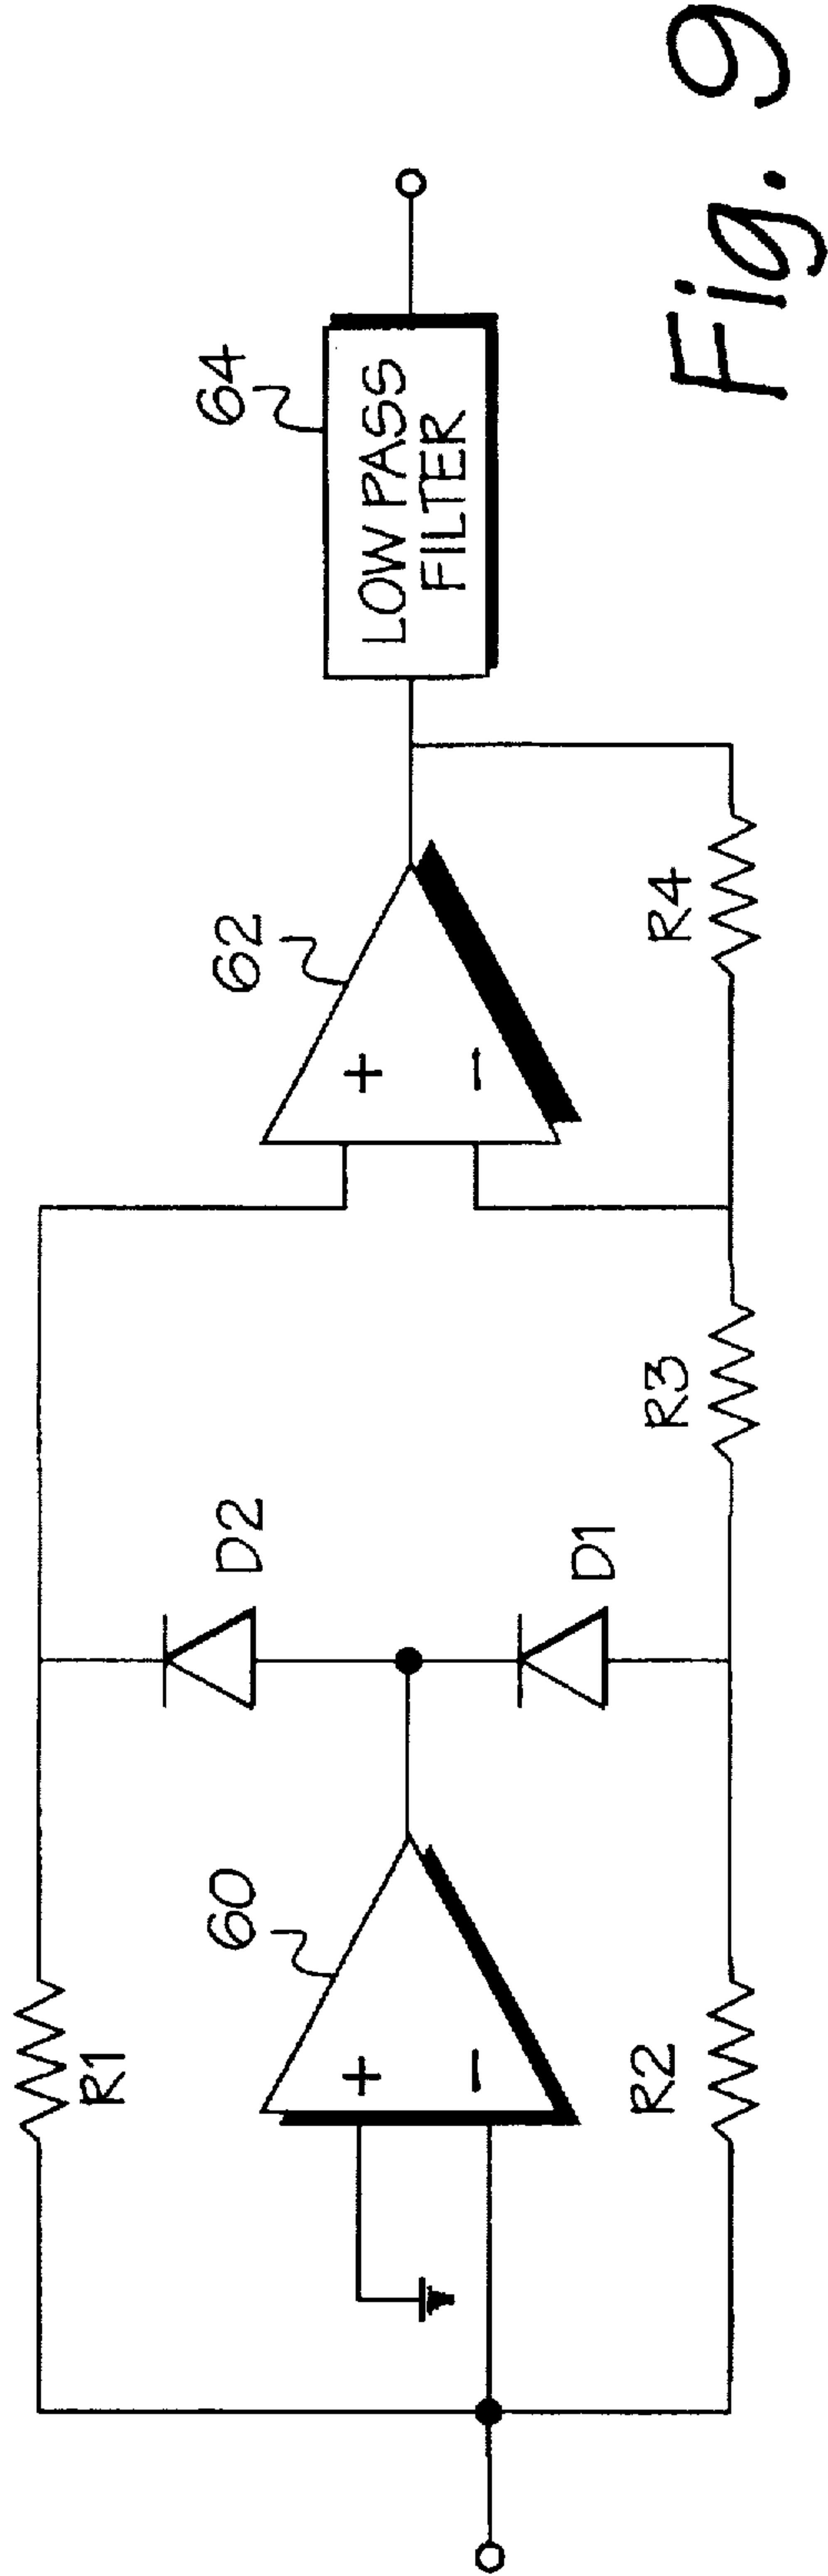 R1
60
+
−
R2
D2
D1
R3
62
+
−
R4
64
LOW PASS
FILTER
Fig. 9